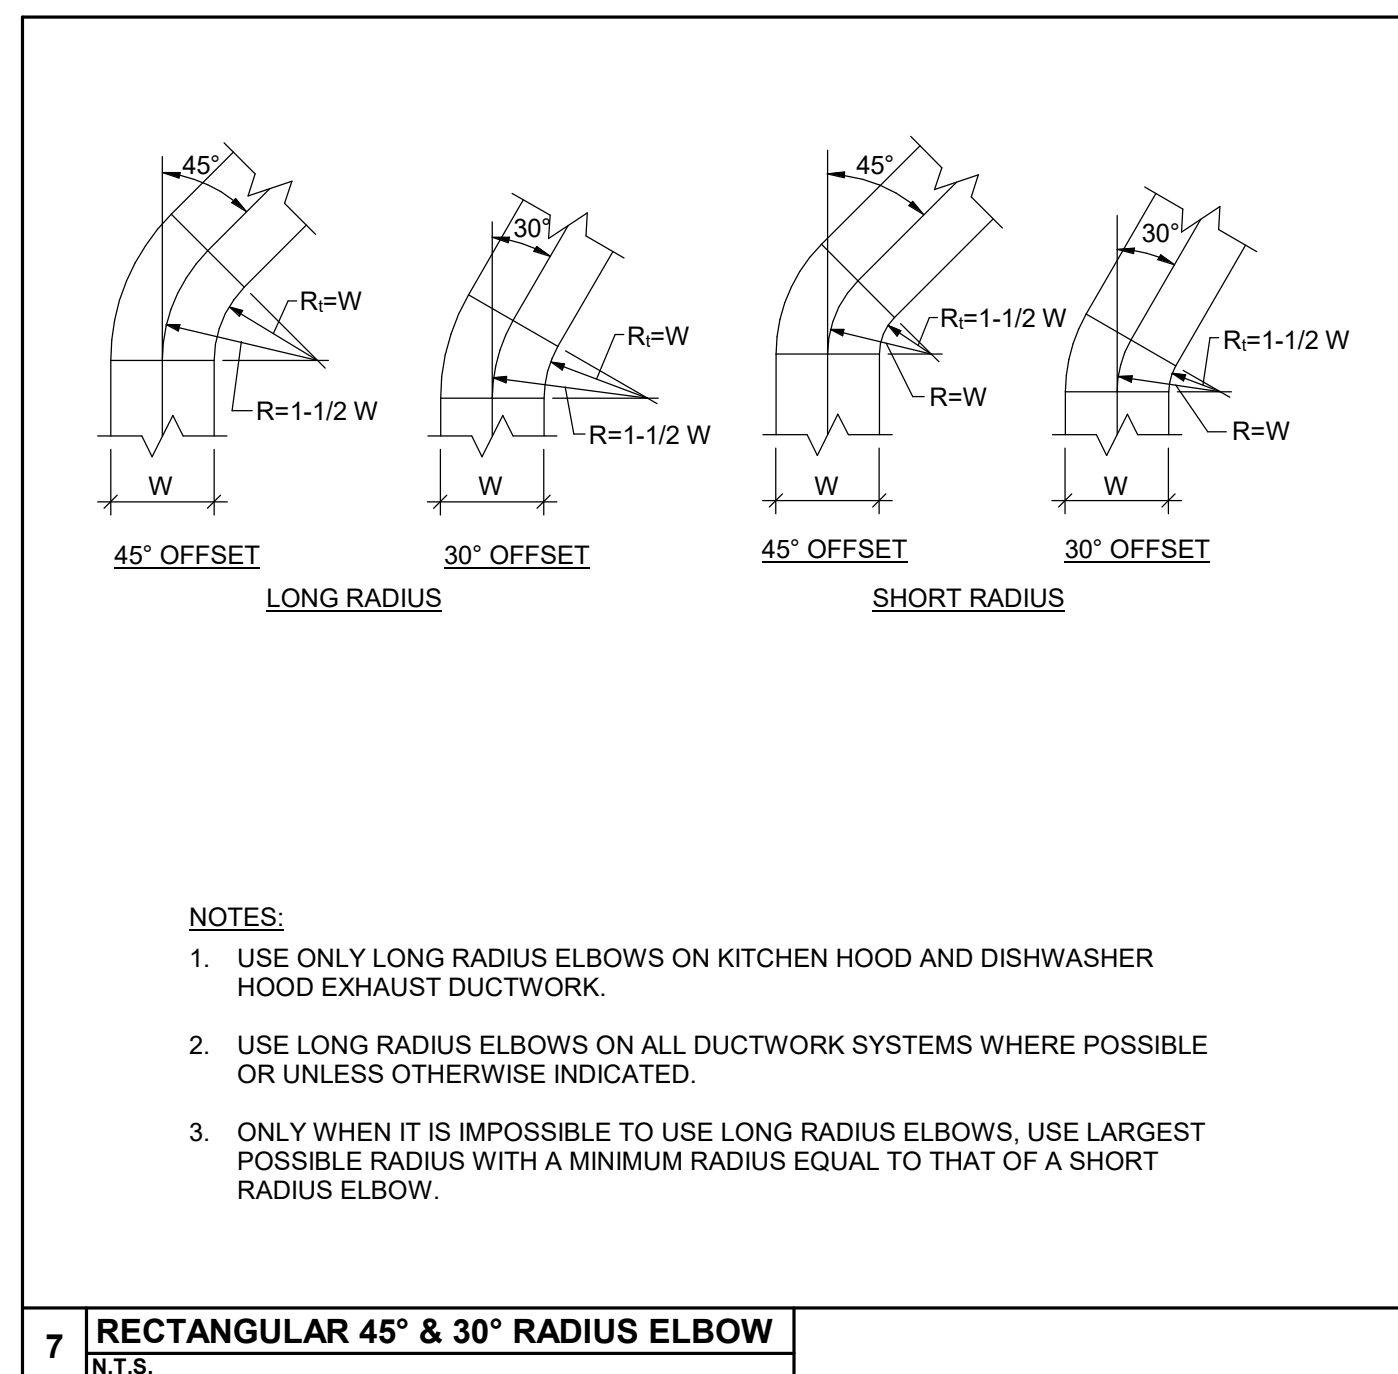 45°
30°
45°
30°
Rt=W
R=1-1/2 W
Rt=W
R=1-1/2 W
Rt=1-1/2 W
R=W
Rt=1-1/2 W
R=W
W
W
W
W
45° OFFSET
30° OFFSET
45° OFFSET
30° OFFSET
LONG RADIUS
SHORT RADIUS
NOTES:
1. USE ONLY LONG RADIUS ELBOWS ON KITCHEN HOOD AND DISHWASHER
HOOD EXHAUST DUCTWORK.
2. USE LONG RADIUS ELBOWS ON ALL DUCTWORK SYSTEMS WHERE POSSIBLE
OR UNLESS OTHERWISE INDICATED.
3. ONLY WHEN IT IS IMPOSSIBLE TO USE LONG RADIUS ELBOWS, USE LARGEST
POSSIBLE RADIUS WITH A MINIMUM RADIUS EQUAL TO THAT OF A SHORT
RADIUS ELBOW.
7
RECTANGULAR 45° & 30° RADIUS ELBOW
N.T.S.